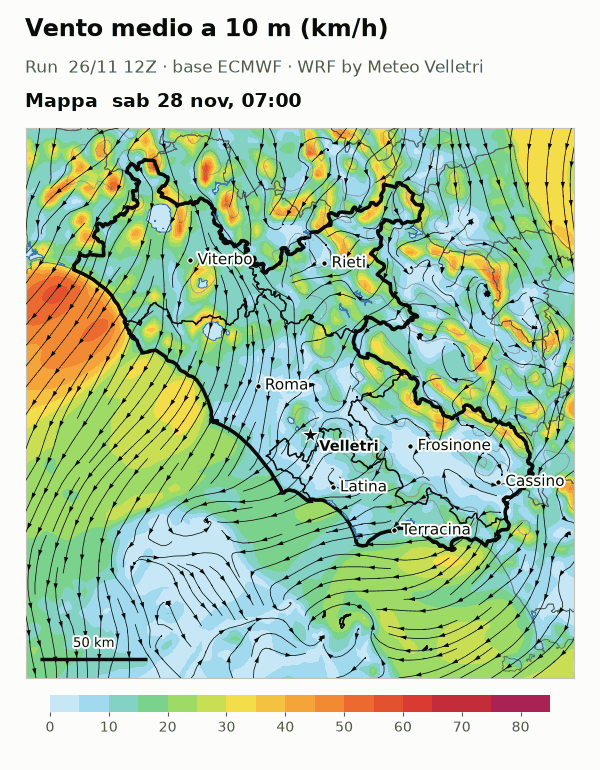 Vento medio a 10 m (km/h)
Run 26/11 12Z · base ECMWF · WRF by Meteo Velletri
Mappa sab 28 nov, 07:00
Viterbo
Rieti
Roma
Velletri
Frosinone
Latina
Cassino
Terracina
50 km
0 10 20 30 40 50 60 70 80